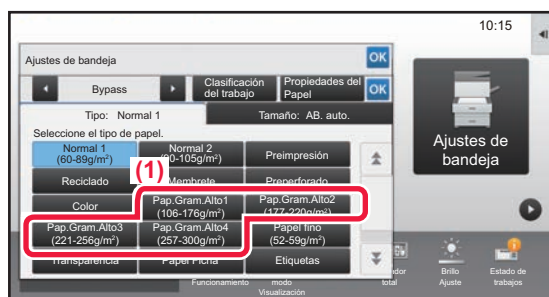 10:15
Ajustes de bandeja
OK
Bypass
Clasificación
del trabajo
Propiedades del
Papel
OK
Tipo: Normal 1
Tamaño: AB. auto.
Seleccione el tipo de papel.
Normal 1
(60-89g/m²)
Normal 2
(90-105g/m²)
Preimpresión
Reciclado
(1)
Membrete
Preperforado
Color
Pap.Gram.Alto1
(106-176g/m²)
Pap.Gram.Alto2
(177-220g/m²)
Pap.Gram.Alto3
(221-256g/m²)
Pap.Gram.Alto4
(257-300g/m²)
Papel fino
(52-59g/m²)
Transparencia
Papel Ficha
Etiquetas
Ajustes de
bandeja
Funcionamiento
modo
Visualización
total
Brillo
Ajuste
Estado de
trabajos